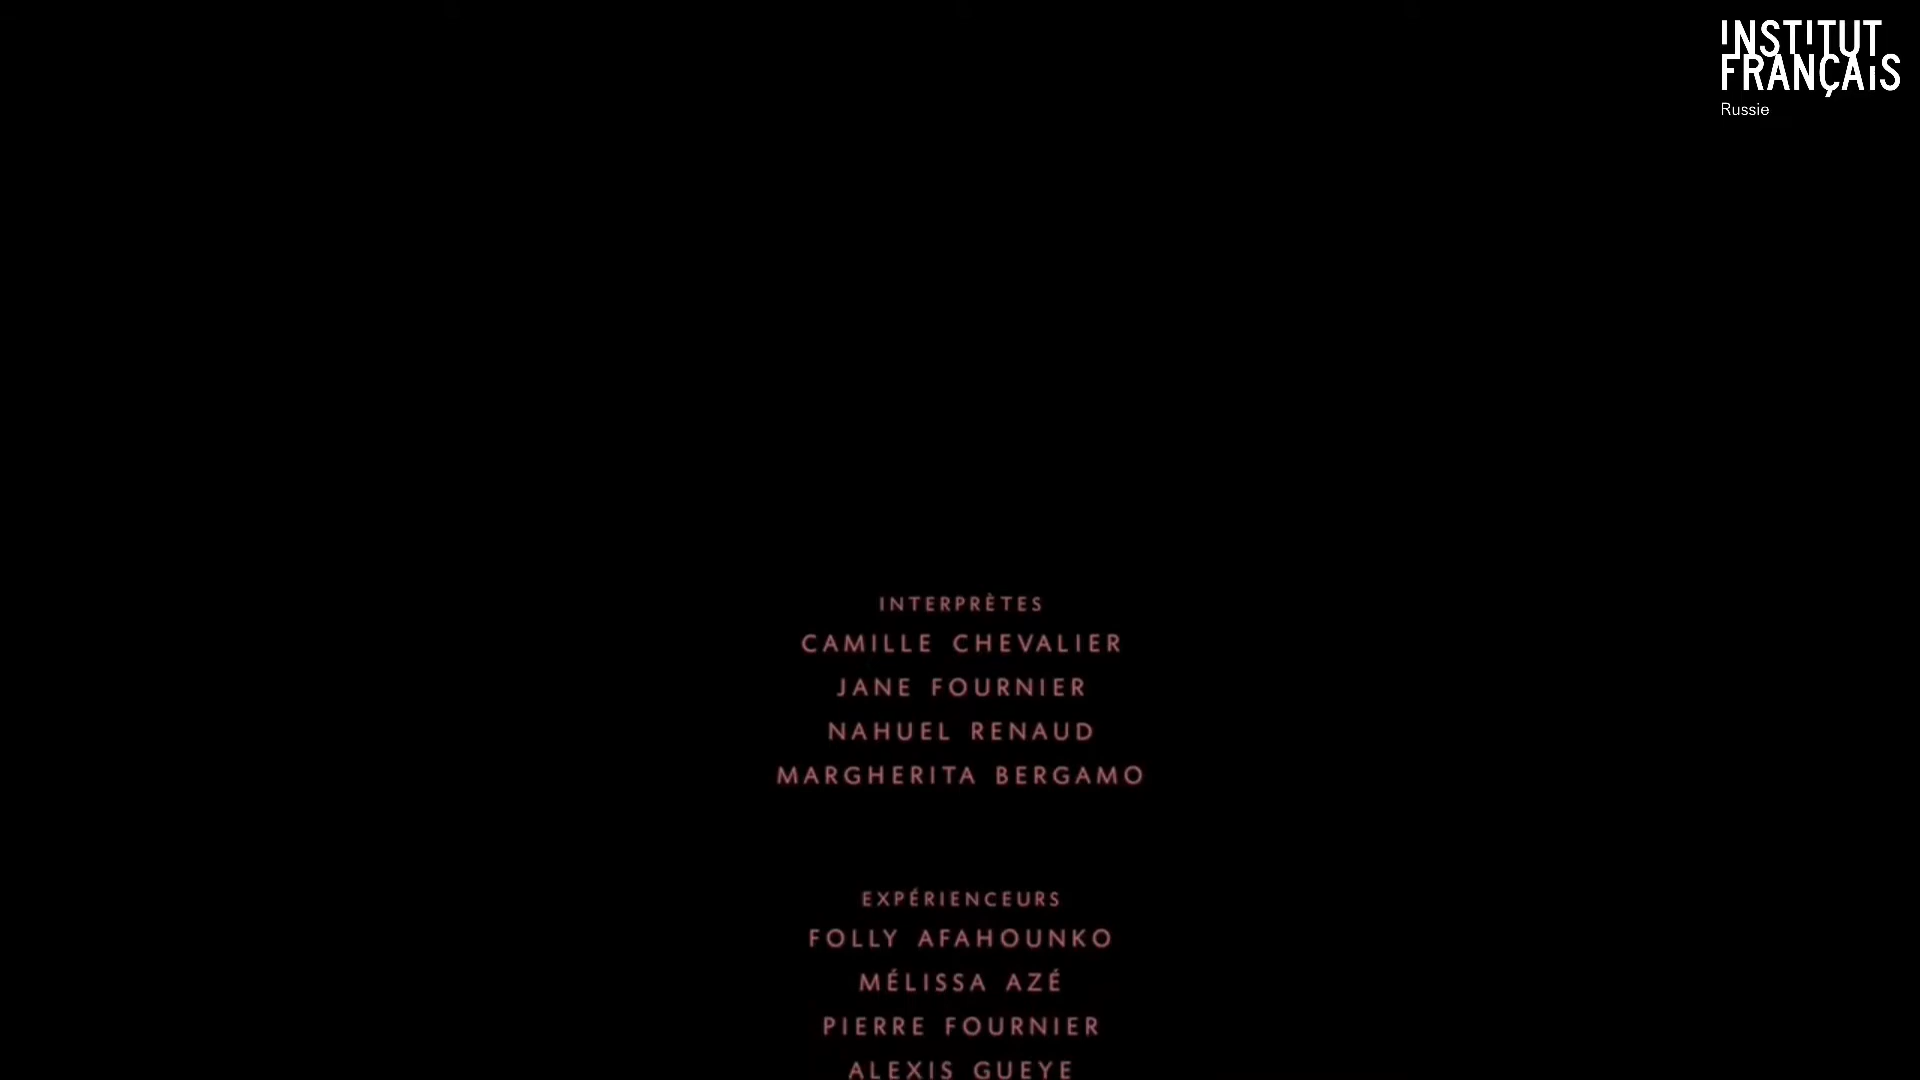 INSTITUT
FRANÇAIS
Russie
INTERPRÈTES
CAMILLE CHEVALIER
JANE FOURNIER
NAHUEL RENAUD
MARGHERITA BERGAMO
EXPÉRIENCEURS
FOLLY AFAHOUNKO
MÉLISSA AZÉ
PIERRE FOURNIER
ALEXIS GUEYE